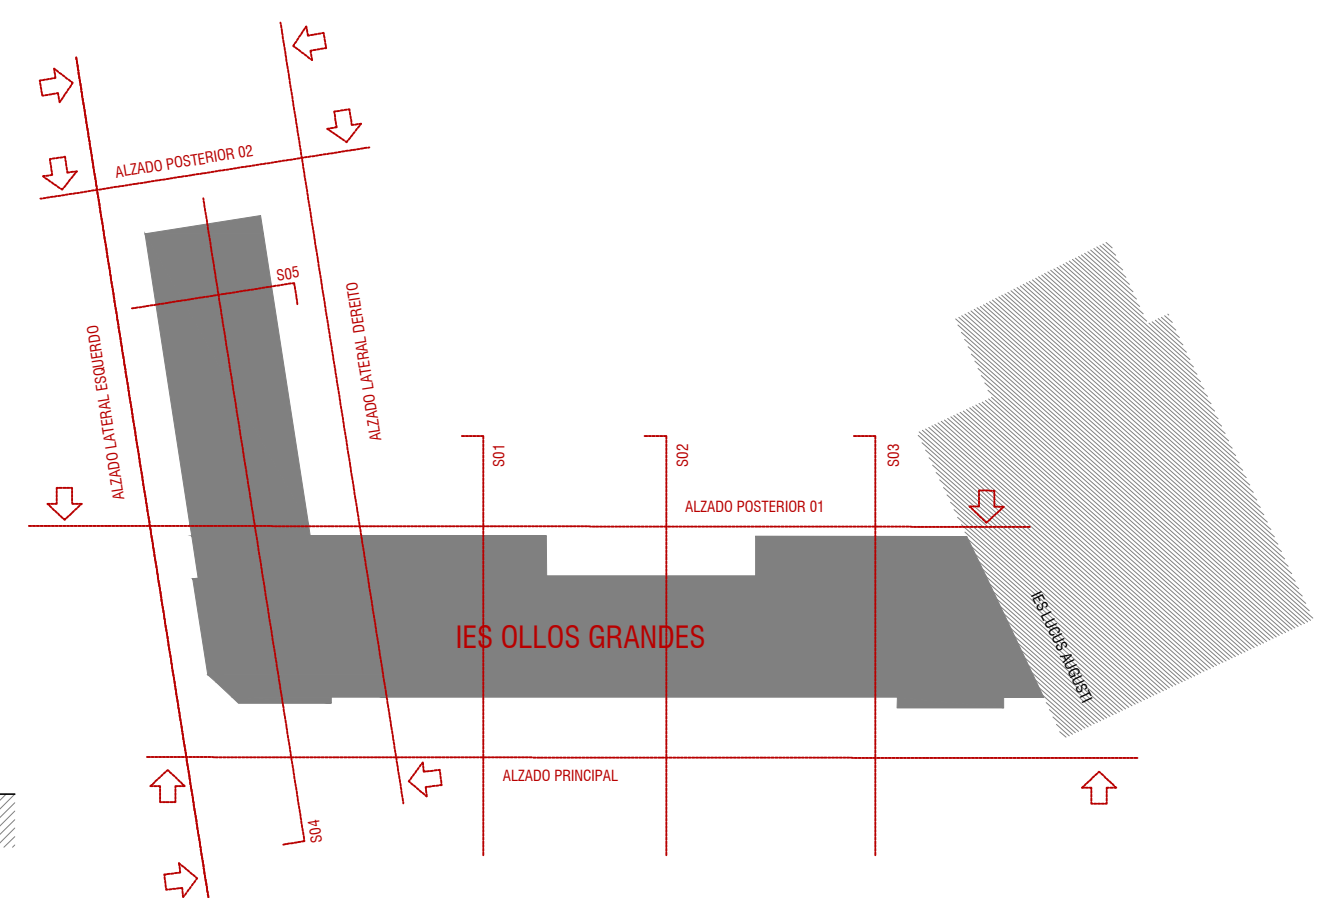 ALZADO POSTERIOR 02
S05
ALZADO LATERAL ESQUERDO
ALZADO LATERAL DEREITO
S01
S02
S03
ALZADO POSTERIOR 01
IES OLLOS GRANDES
IES LUCUS AUGUSTI
ALZADO PRINCIPAL
S04